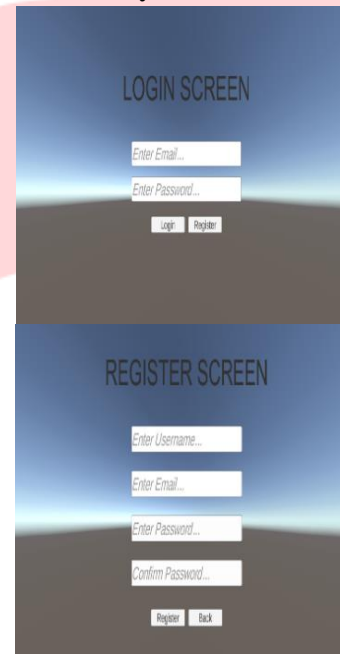 LOGIN SCREEN
Enter Email...
Enter Password...
Login Register
REGISTER SCREEN
Enter Username...
Enter Email...
Enter Password...
Confirm Password...
Register Back